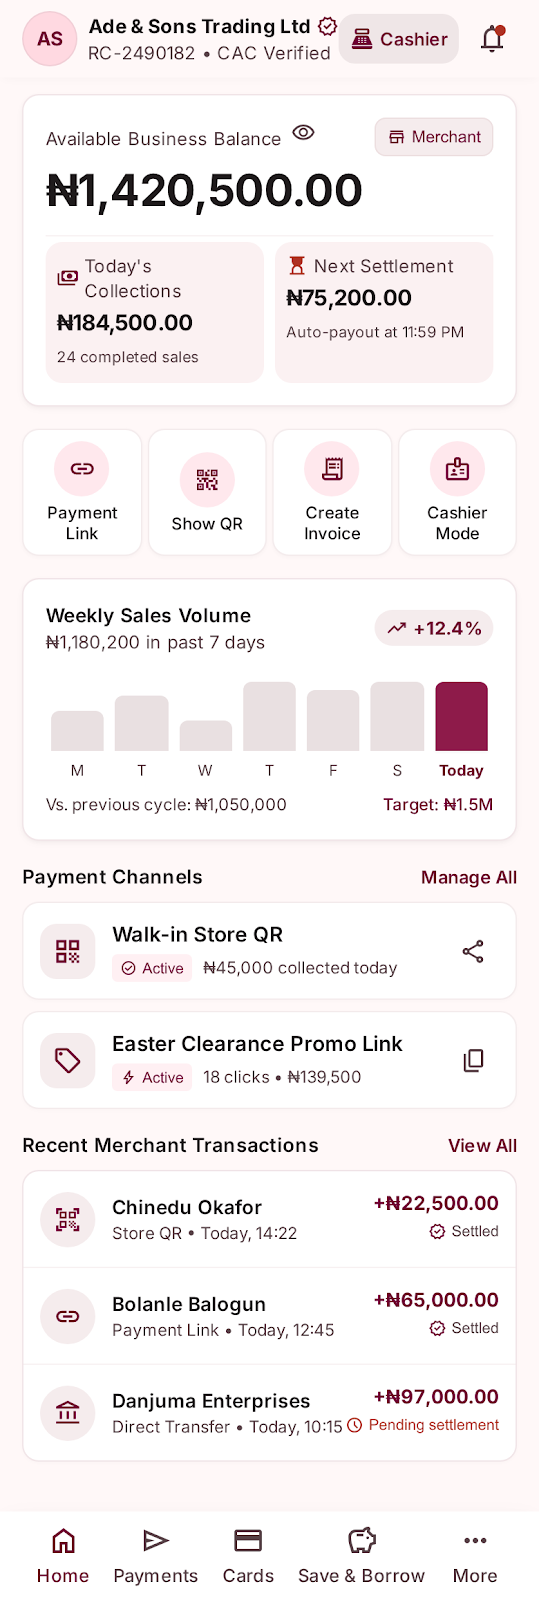 AS
Ade & Sons Trading Ltd
RC-2490182 • CAC Verified
Cashier
Available Business Balance
Merchant
₦1,420,500.00
Today's
Collections
₦184,500.00
24 completed sales
Next Settlement
₦75,200.00
Auto-payout at 11:59 PM
Payment
Link
Show QR
Create
Invoice
Cashier
Mode
Weekly Sales Volume
₦1,180,200 in past 7 days
+12.4%
M T W T F S Today
Vs. previous cycle: ₦1,050,000
Target: ₦1.5M
Payment Channels
Manage All
Walk-in Store QR
Active ₦45,000 collected today
Easter Clearance Promo Link
Active 18 clicks • ₦139,500
Recent Merchant Transactions
View All
Chinedu Okafor
Store QR • Today, 14:22
+₦22,500.00
Settled
Bolanle Balogun
Payment Link • Today, 12:45
+₦65,000.00
Settled
Danjuma Enterprises
Direct Transfer • Today, 10:15
+₦97,000.00
Pending settlement
Home Payments Cards Save & Borrow More